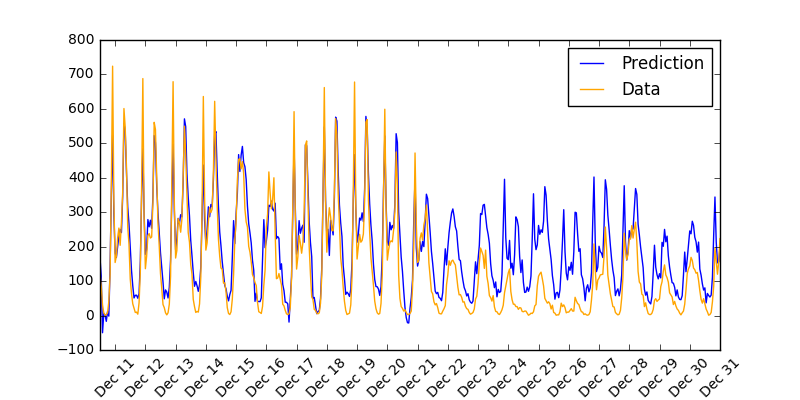 800
700
600
500
400
300
200
100
0
−100
Prediction
Data
Dec 11
Dec 12
Dec 13
Dec 14
Dec 15
Dec 16
Dec 17
Dec 18
Dec 19
Dec 20
Dec 21
Dec 22
Dec 23
Dec 24
Dec 25
Dec 26
Dec 27
Dec 28
Dec 29
Dec 30
Dec 31